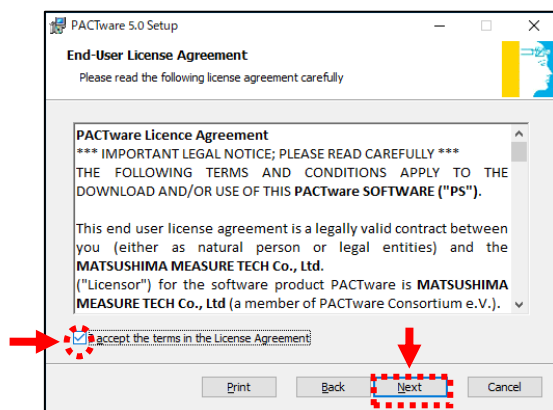 PACTware 5.0 Setup
End-User License Agreement
Please read the following license agreement carefully
PACTware Licence Agreement
*** IMPORTANT LEGAL NOTICE; PLEASE READ CAREFULLY ***
THE FOLLOWING TERMS AND CONDITIONS APPLY TO THE
DOWNLOAD AND/OR USE OF THIS PACTware SOFTWARE ("PS").
This end user license agreement is a legally valid contract between
you (either as natural person or legal entities) and the
MATSUSHIMA MEASURE TECH Co., Ltd.
("Licensor") for the software product PACTware is MATSUSHIMA
MEASURE TECH Co., Ltd (a member of PACTware Consortium e.V.).
I accept the terms in the License Agreement
Print Back Next Cancel